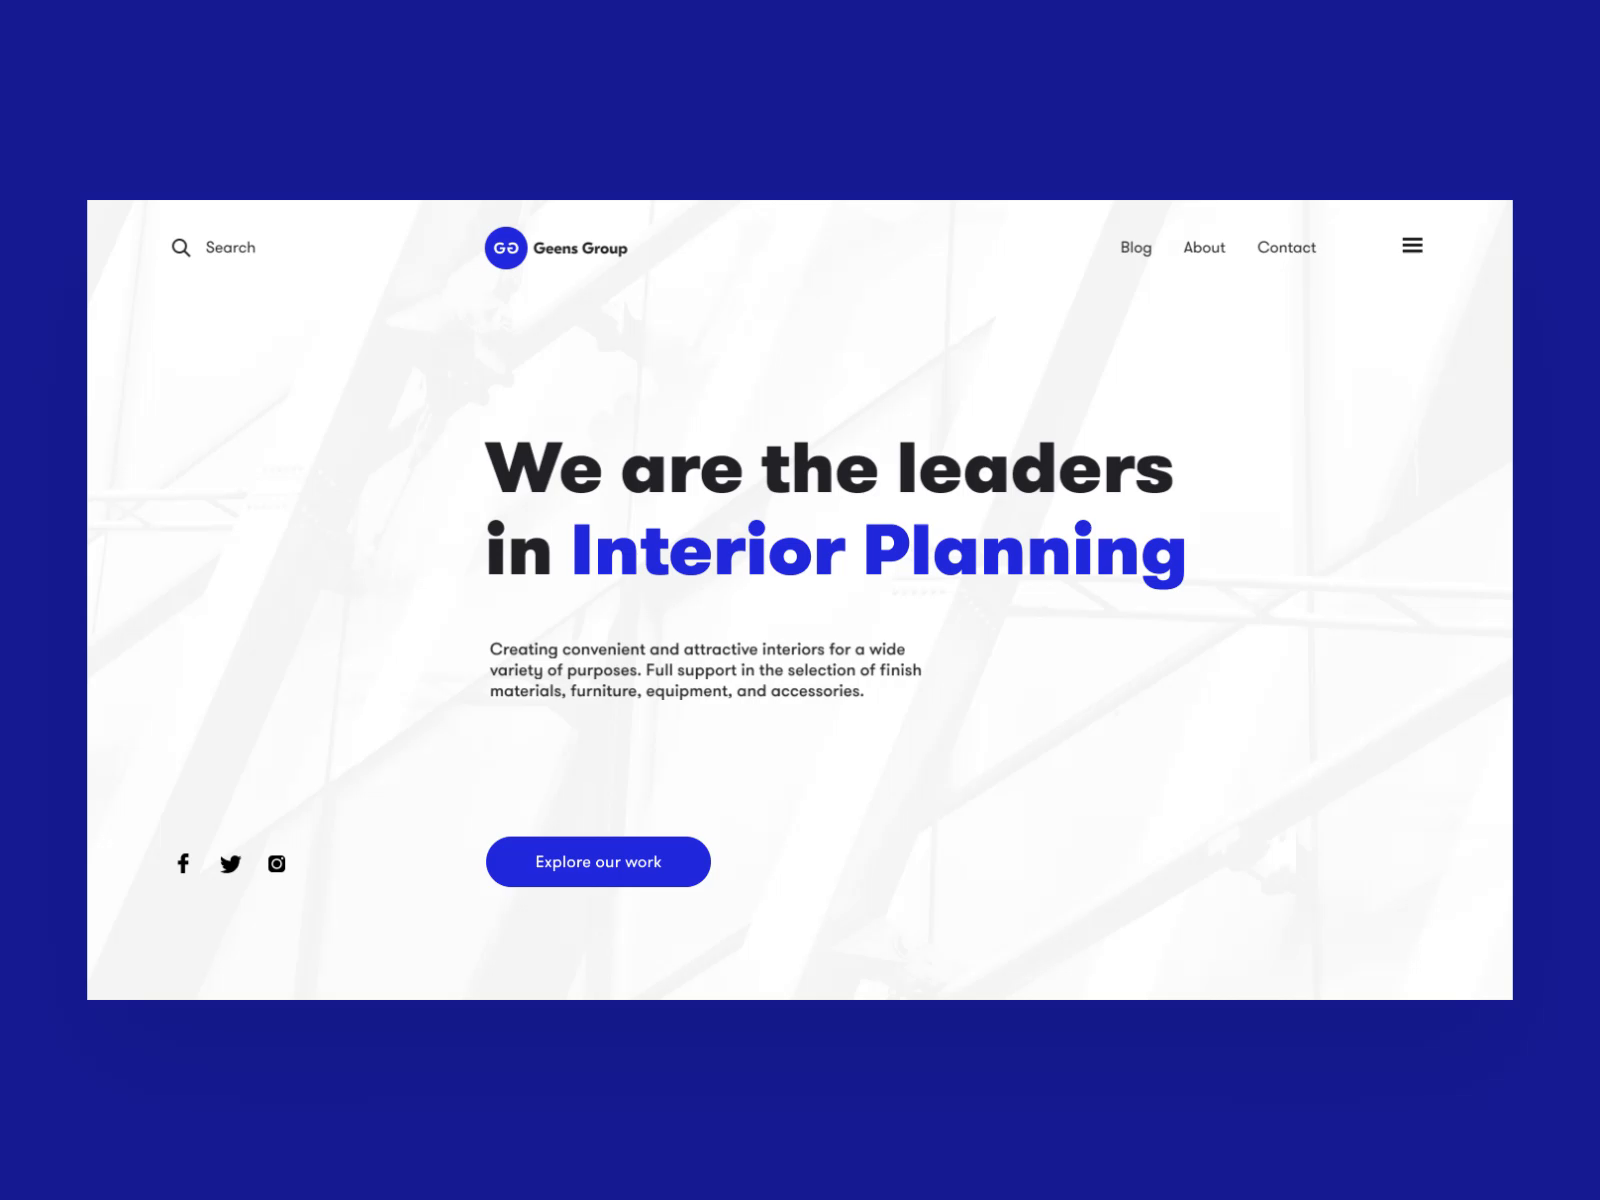 Search
GG Geens Group
Blog About Contact
We are the leaders
in Interior Planning
Creating convenient and attractive interiors for a wide
variety of purposes. Full support in the selection of finish
materials, furniture, equipment, and accessories.
Explore our work